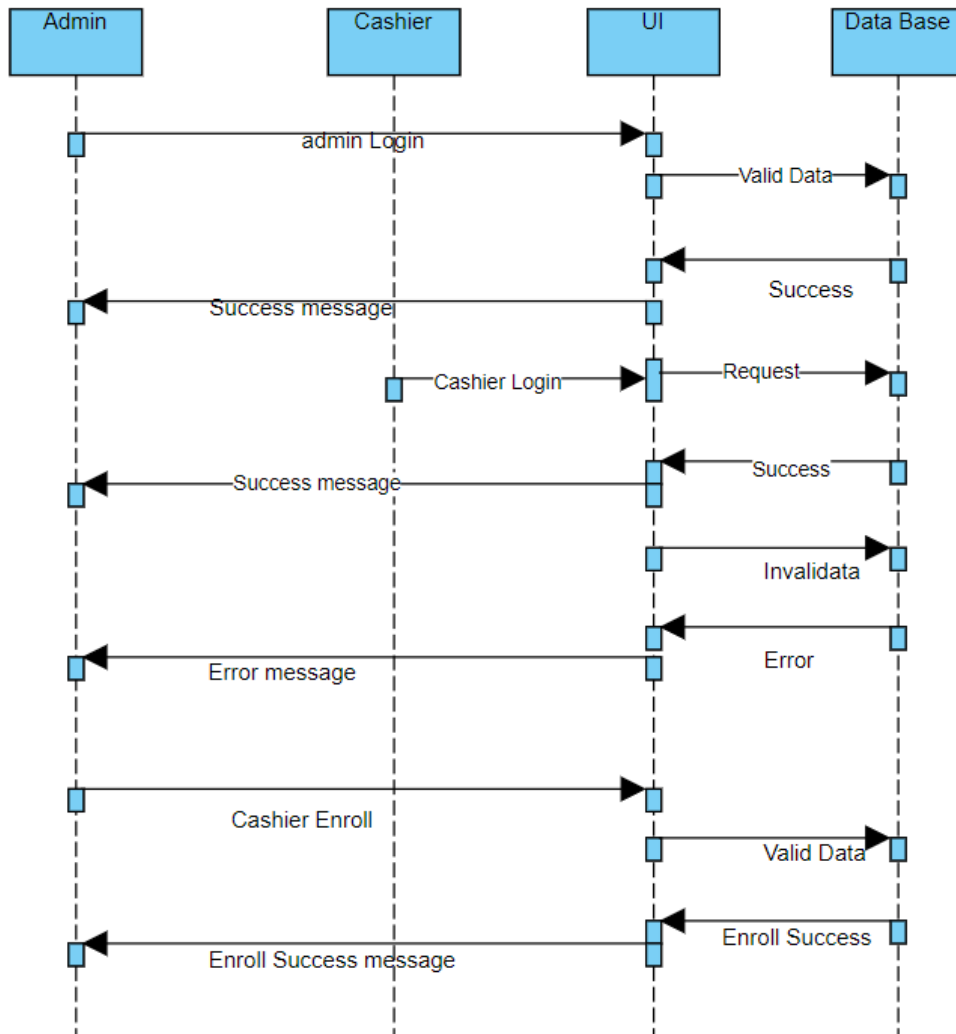 Admin
Cashier
UI
Data Base
admin Login
Valid Data
Success
Success message
Request
Cashier Login
Success
Success message
Invalidata
Error
Error message
Cashier Enroll
Valid Data
Enroll Success
Enroll Success message